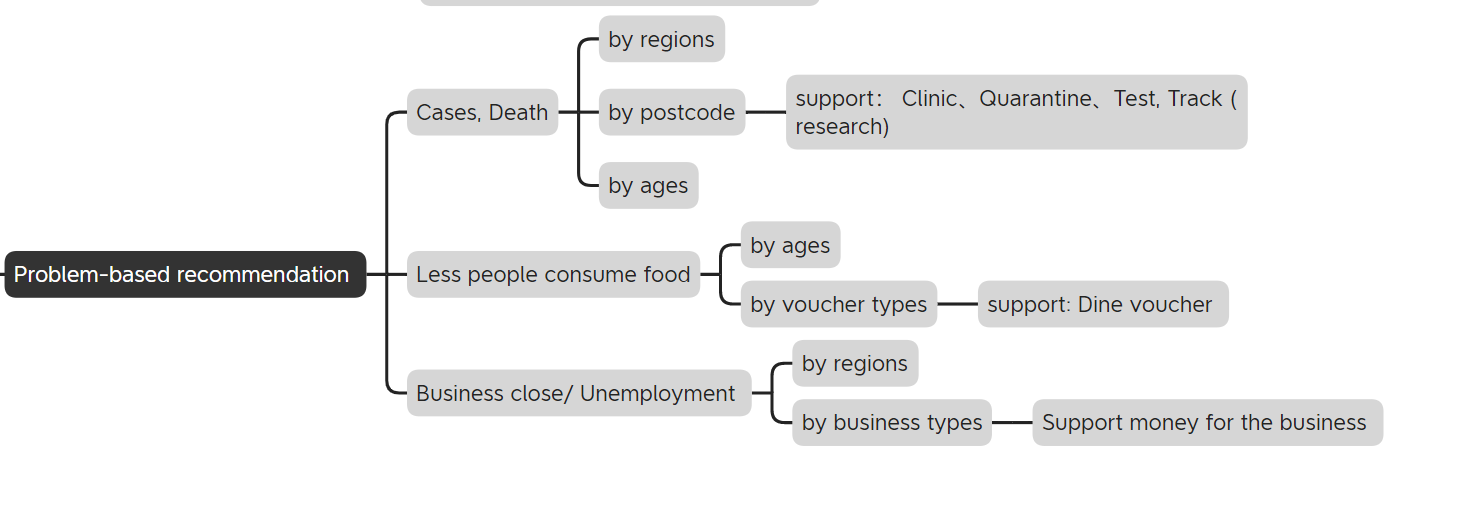 by regions
Cases, Death
by postcode
support： Clinic、Quarantine、Test, Track (
research)
by ages
Problem-based recommendation
Less people consume food
by ages
by voucher types
support: Dine voucher
Business close/ Unemployment
by regions
by business types
Support money for the business